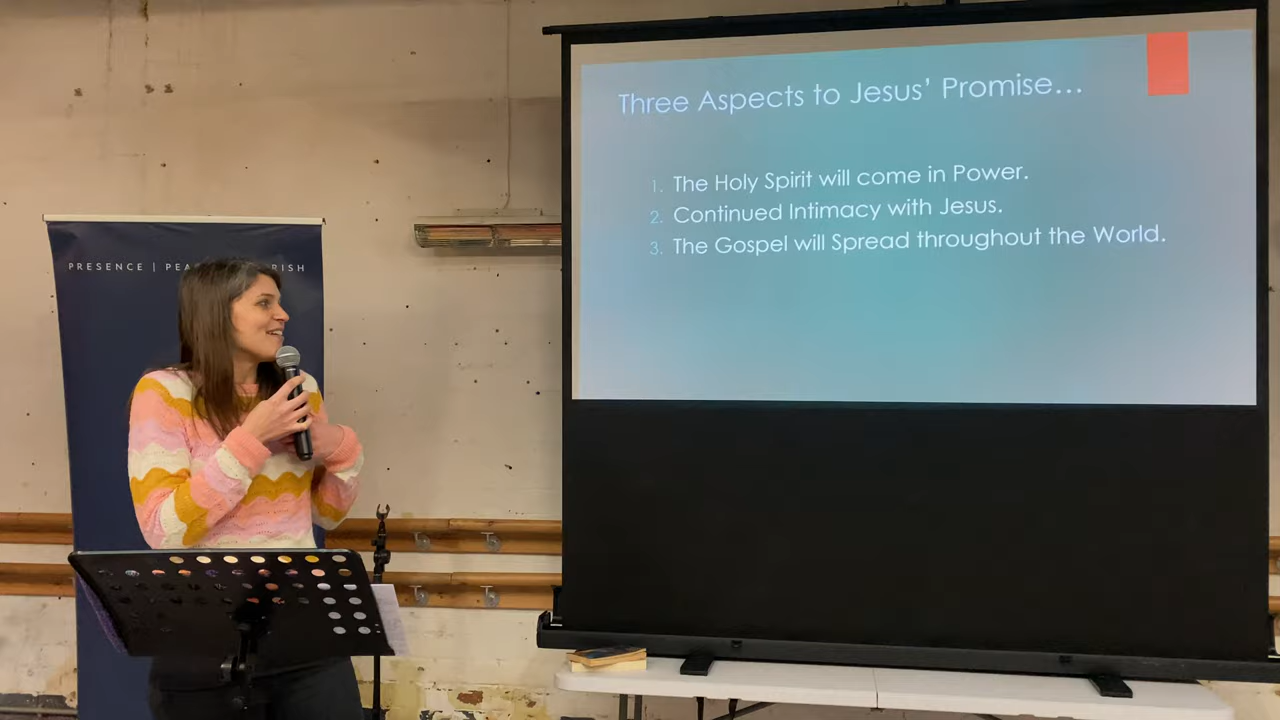 PRESENCE | PEA RISH
Three Aspects to Jesus’ Promise...
1. The Holy Spirit will come in Power.
2. Continued Intimacy with Jesus.
3. The Gospel will Spread throughout the World.